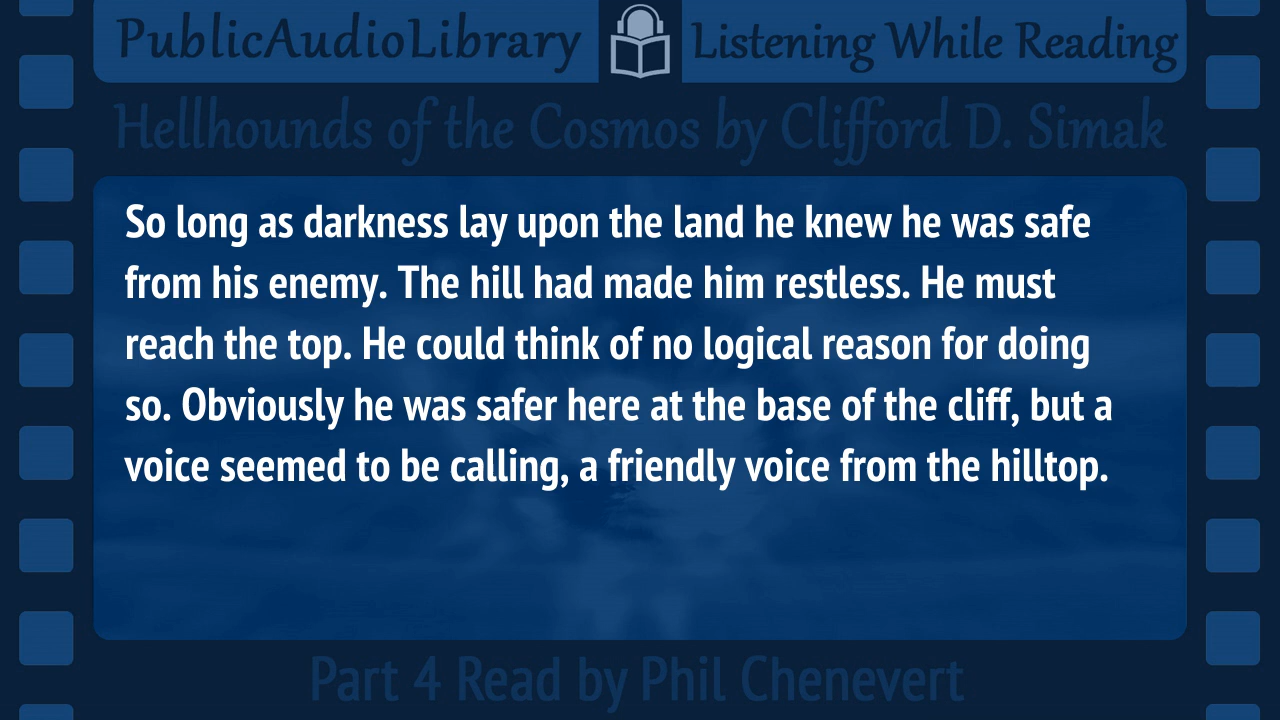 PublicAudioLibrary Listening While Reading
Hellhounds of the Cosmos by Clifford D. Simak
So long as darkness lay upon the land he knew he was safe
from his enemy. The hill had made him restless. He must
reach the top. He could think of no logical reason for doing
so. Obviously he was safer here at the base of the cliff, but a
voice seemed to be calling, a friendly voice from the hilltop.
Part 4 Read by Phil Chenevert